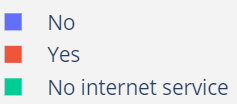 No
Yes
No internet service